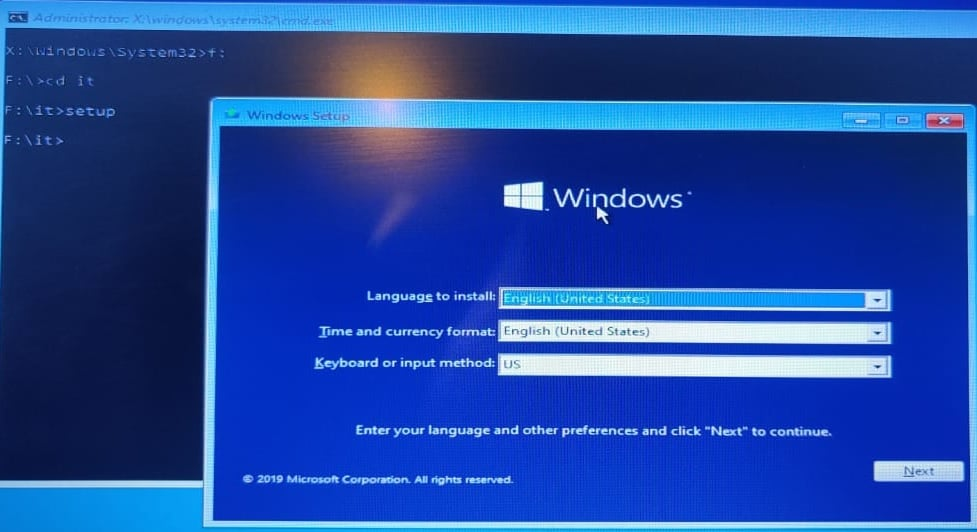 Administrator: X:\windows\system32\cmd.exe
X:\Windows\System32>f:
F:\>cd it
F:\it>setup
F:\it>
Windows Setup
Windows
Language to install: English (United States)
Time and currency format: English (United States)
Keyboard or input method: US
Enter your language and other preferences and click "Next" to continue.
© 2019 Microsoft Corporation. All rights reserved.
Next